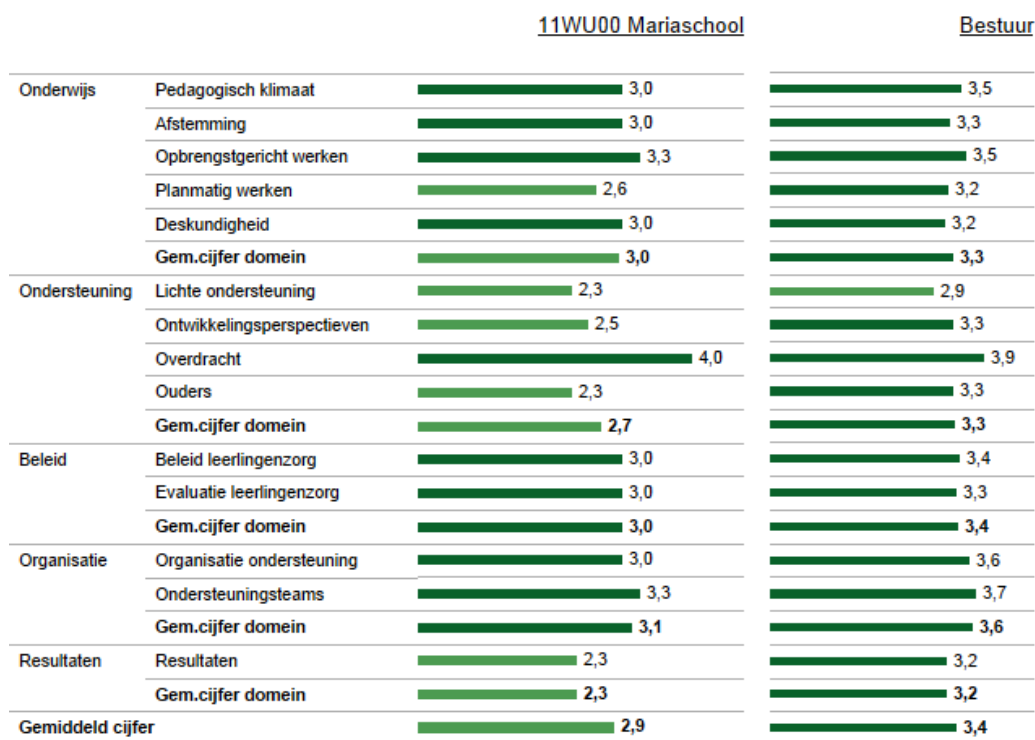 11WU00 Mariaschool Bestuur
Onderwijs Pedagogisch klimaat 3,0 3,5
Afstemming 3,0 3,3
Opbrengstgericht werken 3,3 3,5
Planmatig werken 2,6 3,2
Deskundigheid 3,0 3,2
Gem.cijfer domein 3,0 3,3
Ondersteuning Lichte ondersteuning 2,3 2,9
Ontwikkelingsperspectieven 2,5 3,3
Overdracht 4,0 3,9
Ouders 2,3 3,3
Gem.cijfer domein 2,7 3,3
Beleid Beleid leerlingenzorg 3,0 3,4
Evaluatie leerlingenzorg 3,0 3,3
Gem.cijfer domein 3,0 3,4
Organisatie Organisatie ondersteuning 3,0 3,6
Ondersteuningsteams 3,3 3,7
Gem.cijfer domein 3,1 3,6
Resultaten Resultaten 2,3 3,2
Gem.cijfer domein 2,3 3,2
Gemiddeld cijfer 2,9 3,4